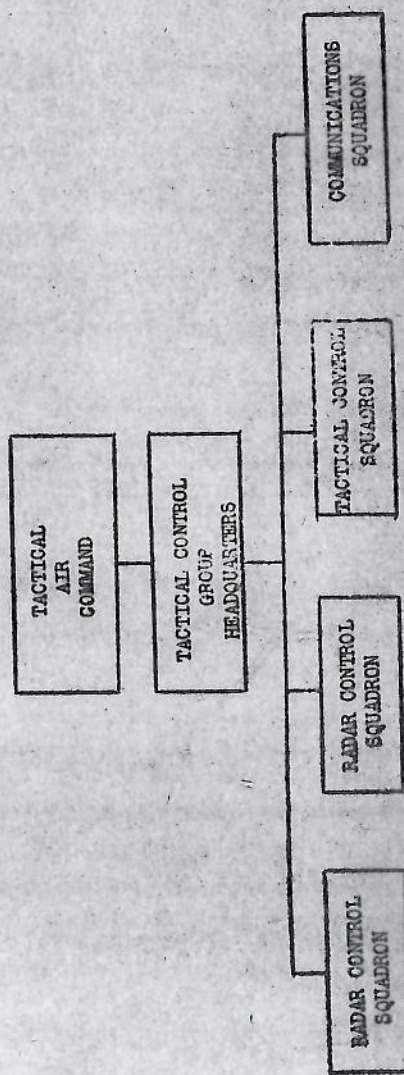 TACTICAL
AIR
COMMAND
TACTICAL CONTROL
GROUP
HEADQUARTERS
RADAR CONTROL
SQUADRON
RADAR CONTROL
SQUADRON
TACTICAL CONTROL
SQUADRON
COMMUNICATIONS
SQUADRON